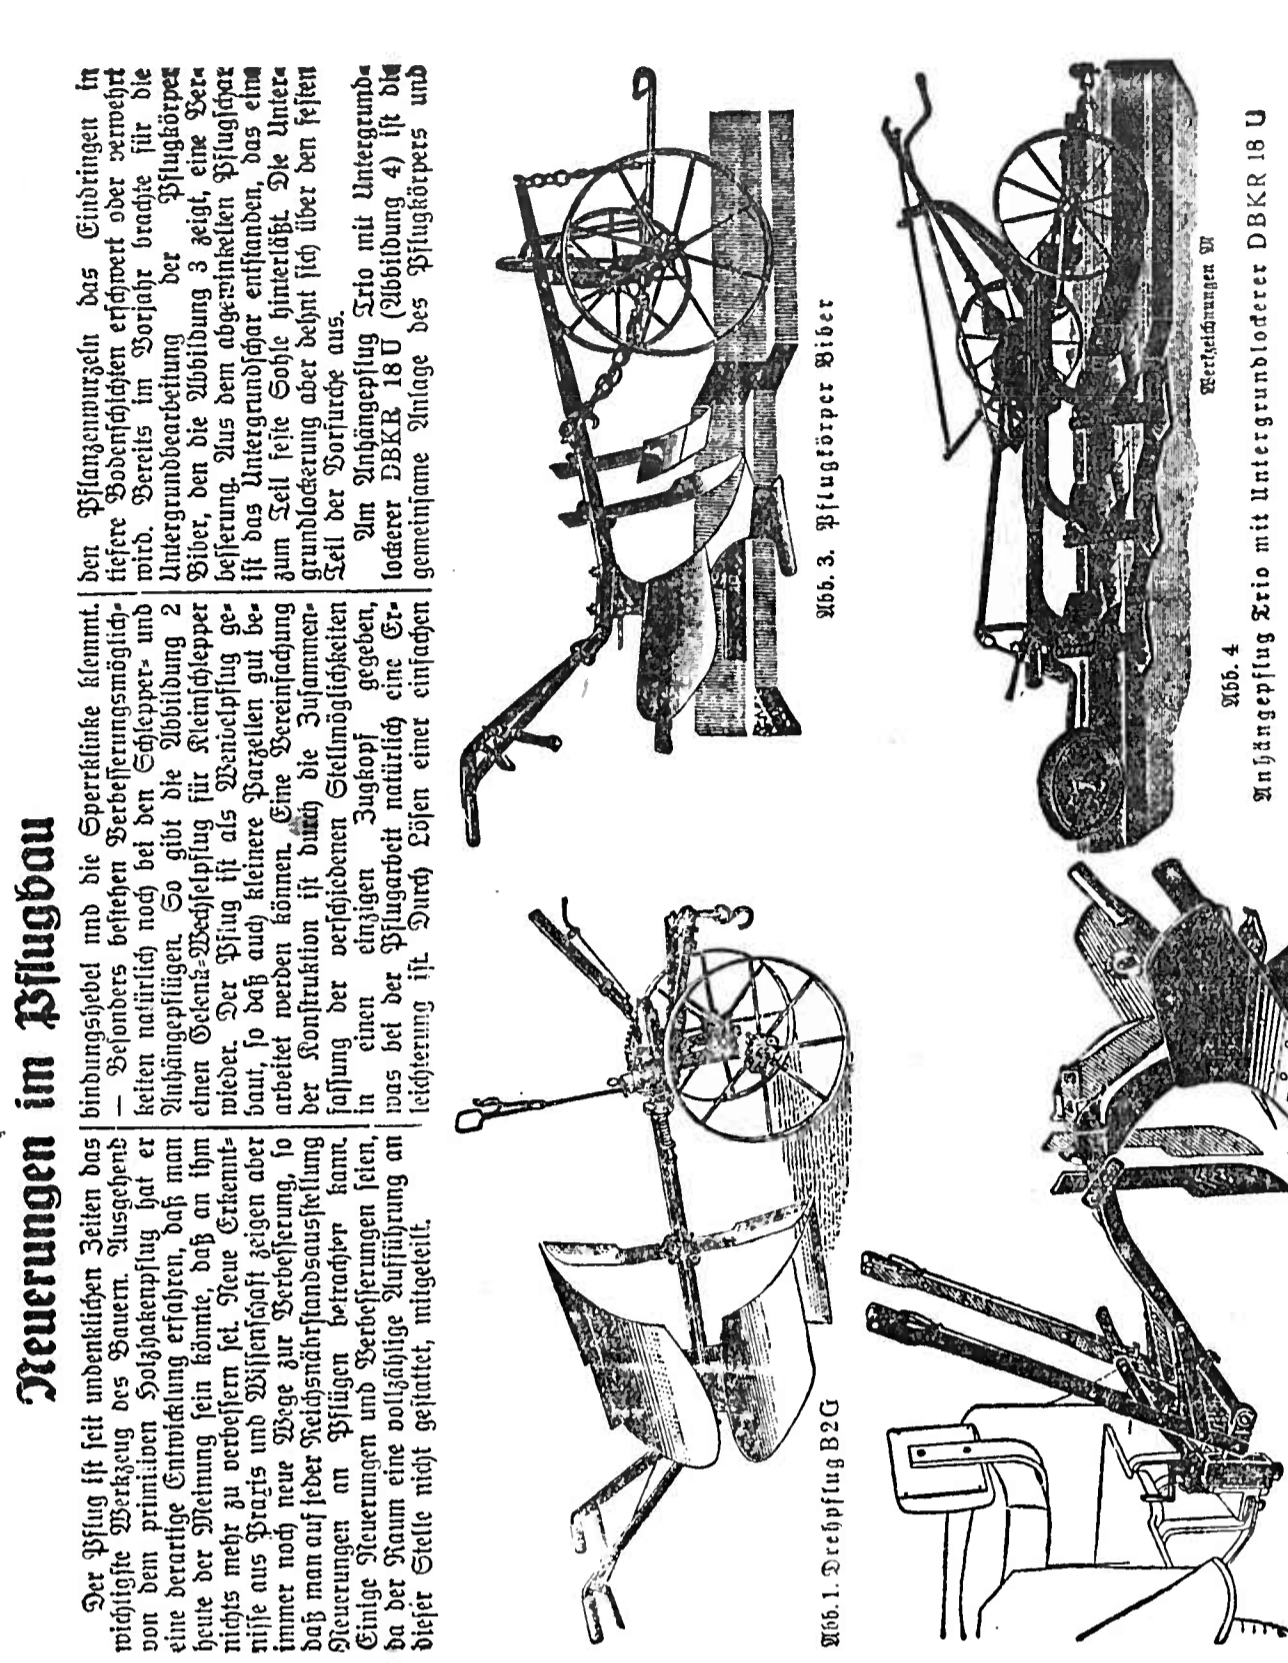 Neuerungen im Pflugbau
Der Pflug ist seit undenklichen Zeiten das
wichtigste Werkzeug des Bauern. Ausgehend
von dem primitiven Holzhakenpflug hat er
eine derartige Entwicklung erfahren, daß man
heute der Meinung sein könnte, daß an ihm
nichts mehr zu verbessern sei. Neue Erkennt-
nisse aus Praxis und Wissenschaft zeigen aber
immer noch neue Wege zur Verbesserung, so
daß man auf jeder Reichsnährstandsausstellung
Neuerungen an Pflügen betrachten kann.
Einige Neuerungen und Verbesserungen seien,
da der Raum eine vollzählige Aufführung an
dieser Stelle nicht gestattet, mitgeteilt.
bindungshebel nnd die Sperrklinke klemmt.
— Besonders bestehen Verbesserungsmöglich-
keiten natürlich noch bei den Schlepper- und
Anhängepflügen. So gibt die Abbildung 2
einen Gelenk-Wechselpflug für Kleinschlepper
wieder. Der Pflug ist als Wendelpflug ge-
baut, so daß auch kleinere Parzellen gut be-
arbeitet werden können. Eine Vereinfachung
der Konstruktion ist durch die Zusammen-
fassung der verschiedenen Stellmöglichkeiten
in einen einzigen Zugkopf gegeben,
was bei der Pflugarbeit natürlich eine Er-
leichterung ist. Durch Lösen einer einfachen
den Pflanzenwurzeln das Eindringen in
tiefere Bodenschichten erschwert oder verwehrt
wird. Bereits im Vorjahr brachte für die
Untergrundbearbeitung der Pflugkörper
Biber, den die Abbildung 3 zeigt, eine Ver-
besserung. Aus dem abgewinkelten Pflugschar
ist das Untergrundschar entstanden, das eine
zum Teil feste Sohle hinterläßt. Die Unter-
grundlockerung aber dehnt sich über den festen
Teil der Vorfurche aus.
Am Anhängepflug Trio mit Untergrund-
lockerer DBKR 18 U (Abbildung 4) ist die
gemeinsame Anlage des Pflugkörpers und
Abb. 1. Drehpflug B2G
Abb. 3. Pflugkörper Biber
Werkzeichnungen
Abb. 4
Anhängepflug Trio mit Untergrundloderer DBKR 18 U